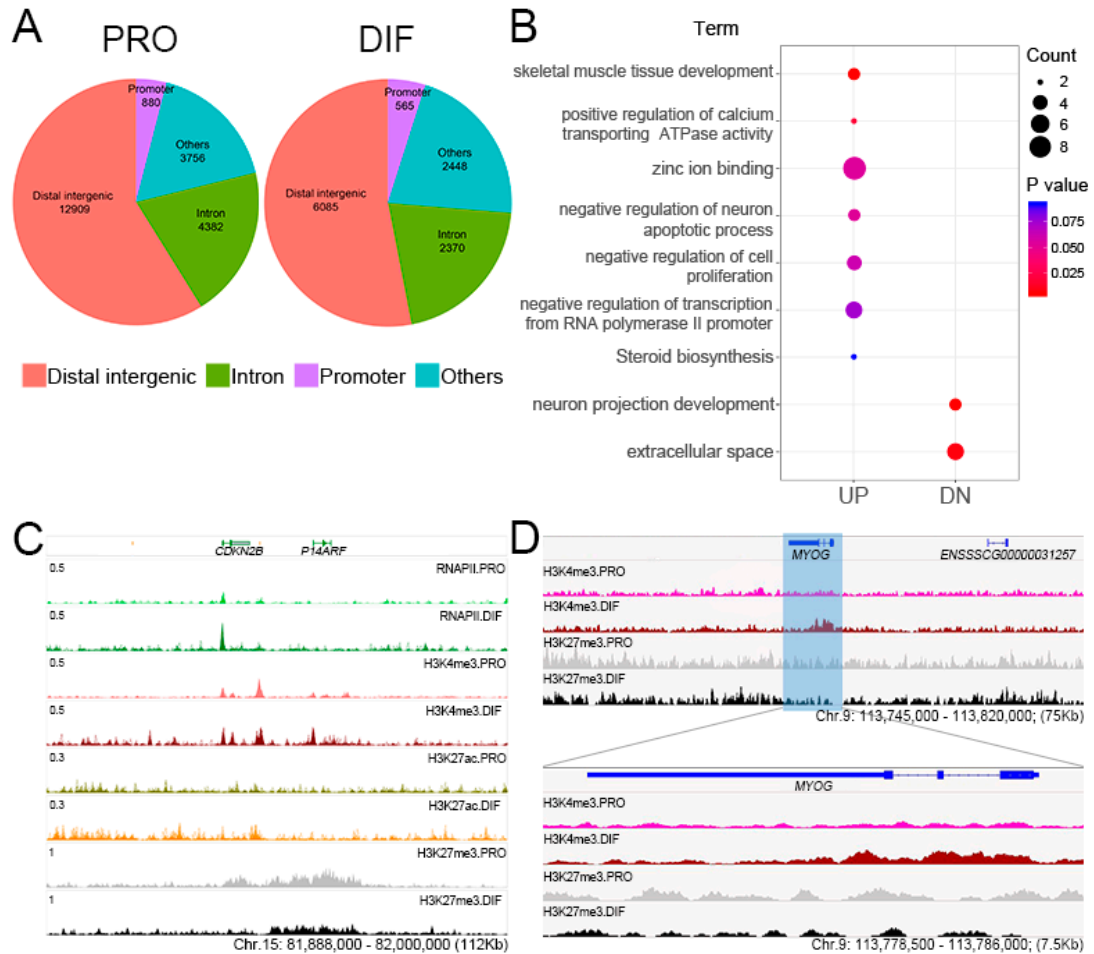 A
PRO
DIF
Promoter
880
Others
3756
Distal intergenic
12909
Intron
4382
Promoter
565
Others
2448
Distal intergenic
6085
Intron
2370
Distal intergenic
Intron
Promoter
Others
B
Term
skeletal muscle tissue development
positive regulation of calcium
transporting ATPase activity
zinc ion binding
negative regulation of neuron
apoptotic process
negative regulation of cell
proliferation
negative regulation of transcription
from RNA polymerase II promoter
Steroid biosynthesis
neuron projection development
extracellular space
UP
DN
Count
2
4
6
8
P value
0.075
0.050
0.025
C
CDKN2B
P14ARF
0.5
RNAPII.PRO
0.5
RNAPII.DIF
0.5
H3K4me3.PRO
0.5
H3K4me3.DIF
0.3
H3K27ac.PRO
0.3
H3K27ac.DIF
1
H3K27me3.PRO
1
H3K27me3.DIF
Chr.15: 81,888,000 - 82,000,000 (112Kb)
D
MYOG
ENSSSCG00000031257
H3K4me3.PRO
H3K4me3.DIF
H3K27me3.PRO
H3K27me3.DIF
Chr.9: 113,745,000 - 113,820,000; (75Kb)
MYOG
H3K4me3.PRO
H3K4me3.DIF
H3K27me3.PRO
H3K27me3.DIF
Chr.9: 113,778,500 - 113,786,000; (7.5Kb)